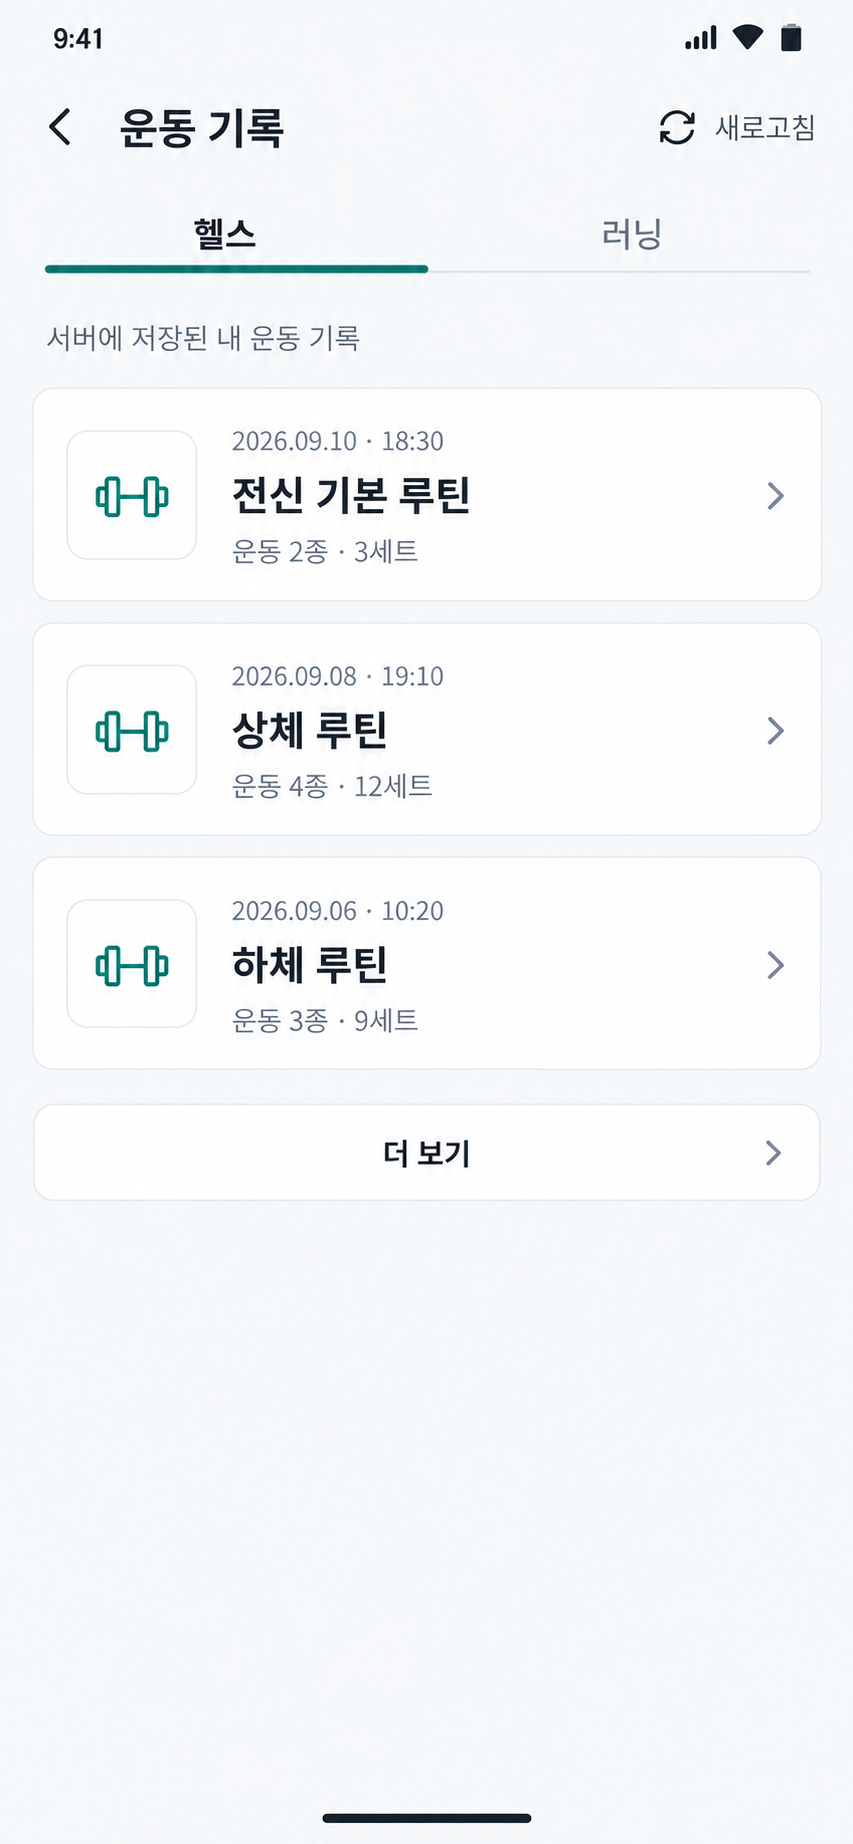 9:41
운동 기록
새로고침
헬스
러닝
서버에 저장된 내 운동 기록
2026.09.10 · 18:30
전신 기본 루틴
운동 2종 · 3세트
2026.09.08 · 19:10
상체 루틴
운동 4종 · 12세트
2026.09.06 · 10:20
하체 루틴
운동 3종 · 9세트
더 보기